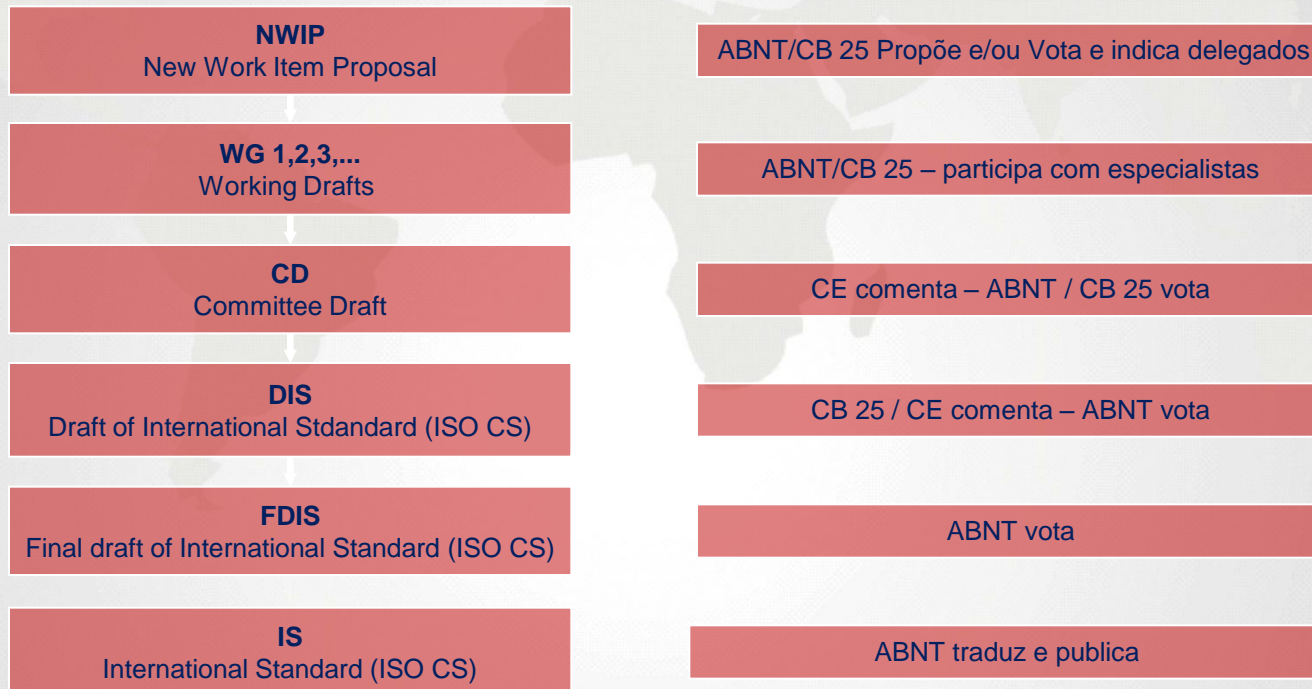 NWIP
New Work Item Proposal
ABNT/CB 25 Propõe e/ou Vota e indica delegados
WG 1,2,3,...
Working Drafts
ABNT/CB 25 – participa com especialistas
CD
Committee Draft
CE comenta – ABNT / CB 25 vota
DIS
Draft of International Stdandard (ISO CS)
CB 25 / CE comenta – ABNT vota
FDIS
Final draft of International Standard (ISO CS)
ABNT vota
IS
International Standard (ISO CS)
ABNT traduz e publica